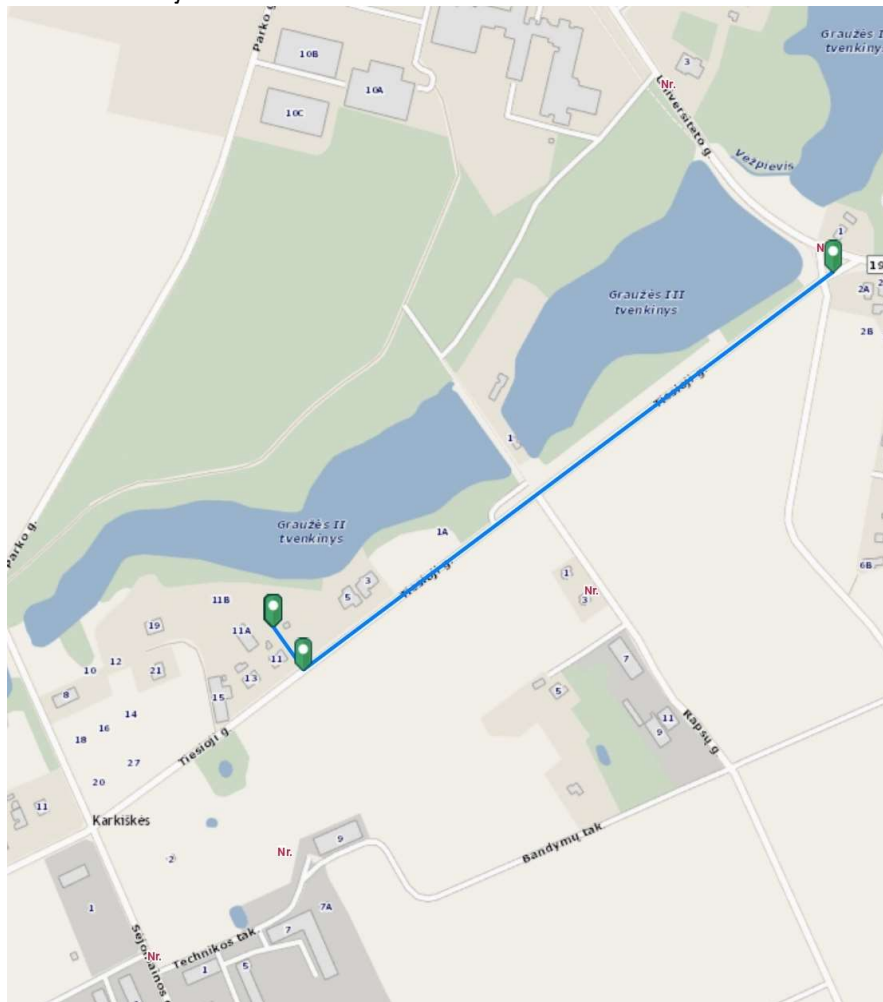 Parko g.
10B
10A
10C
3
Nr.
Universiteto g.
Graužės I
tvenkiny
Vėžpievis
1
N
19
2A
2
2B
Graužės III
tvenkinys
Tiesioji g.
1
Graužės II
tvenkinys
1A
Tiesioji g.
Parko g.
11B
3
5
1
3
Nr.
6B
19
11A
11
12
10
21
13
7
8
15
5
14
11
16
18
9
Rapsų g
Tiesioji g.
27
20
11
Karkiškės
9
Nr.
2
Bandymų tak.
1
7A
7
Nr.
Technikos tak.
1
5